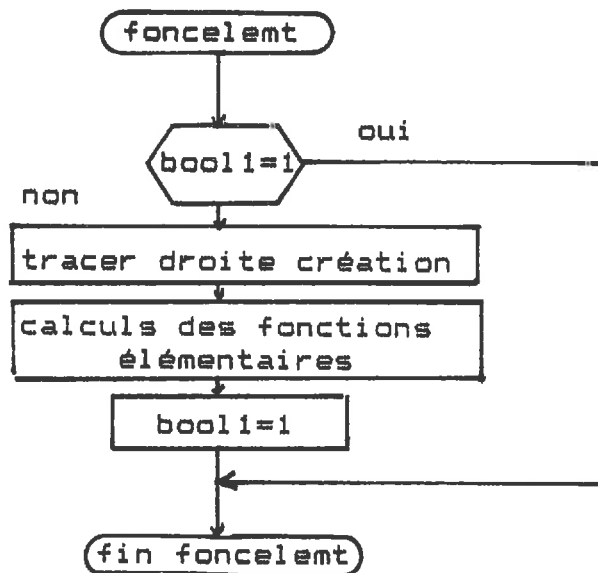 foncelemt
oui
bool1=1
non
tracer droite création
calculs des fonctions
élémentaires
bool1=1
fin foncelemt